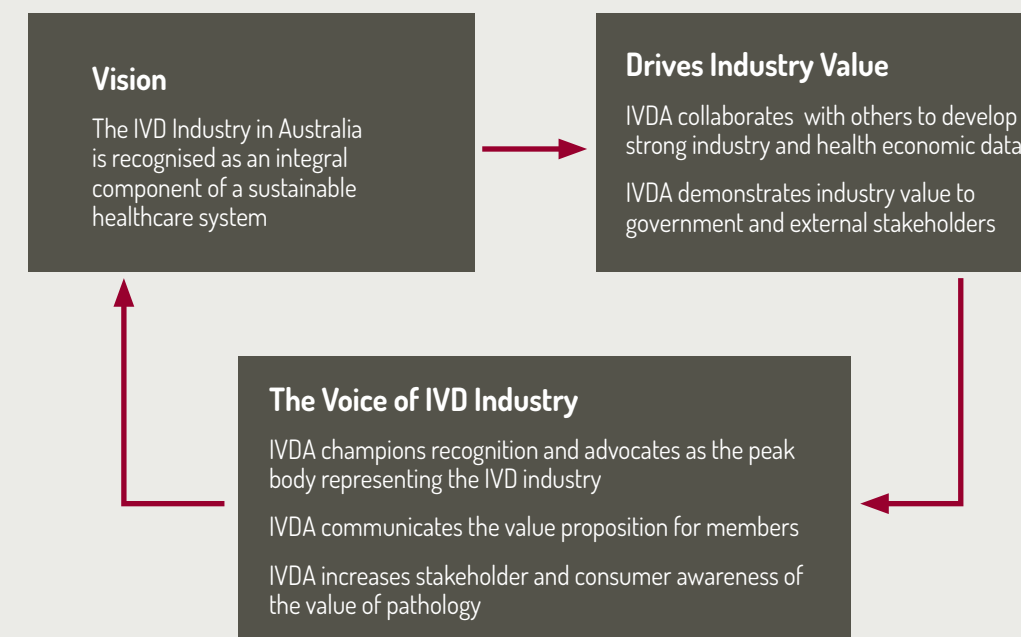 Vision
The IVD Industry in Australia
is recognised as an integral
component of a sustainable
healthcare system
Drives Industry Value
IVDA collaborates with others to develop
strong industry and health economic data
IVDA demonstrates industry value to
government and external stakeholders
The Voice of IVD Industry
IVDA champions recognition and advocates as the peak
body representing the IVD industry
IVDA communicates the value proposition for members
IVDA increases stakeholder and consumer awareness of
the value of pathology